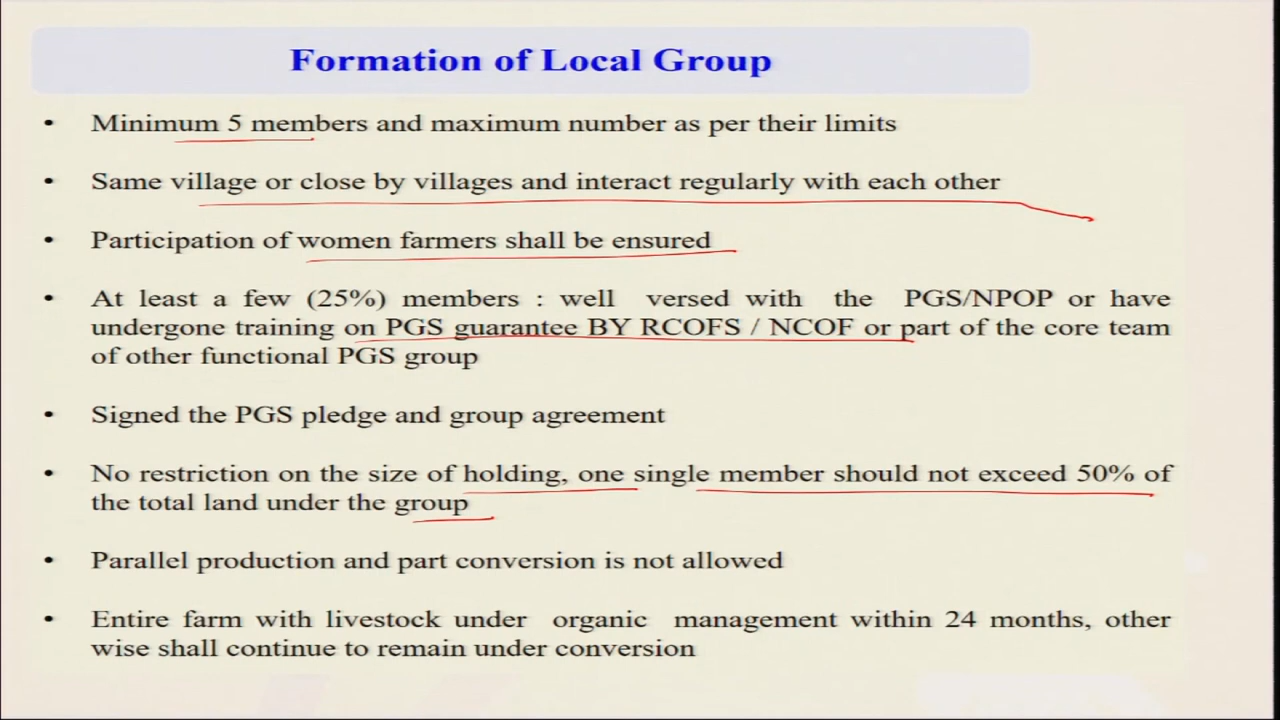 Formation of Local Group
• Minimum 5 members and maximum number as per their limits
• Same village or close by villages and interact regularly with each other
• Participation of women farmers shall be ensured
• At least a few (25%) members : well versed with the PGS/NPOP or have
undergone training on PGS guarantee BY RCOFS / NCOF or part of the core team
of other functional PGS group
• Signed the PGS pledge and group agreement
• No restriction on the size of holding, one single member should not exceed 50% of
the total land under the group
• Parallel production and part conversion is not allowed
• Entire farm with livestock under organic management within 24 months, other
wise shall continue to remain under conversion